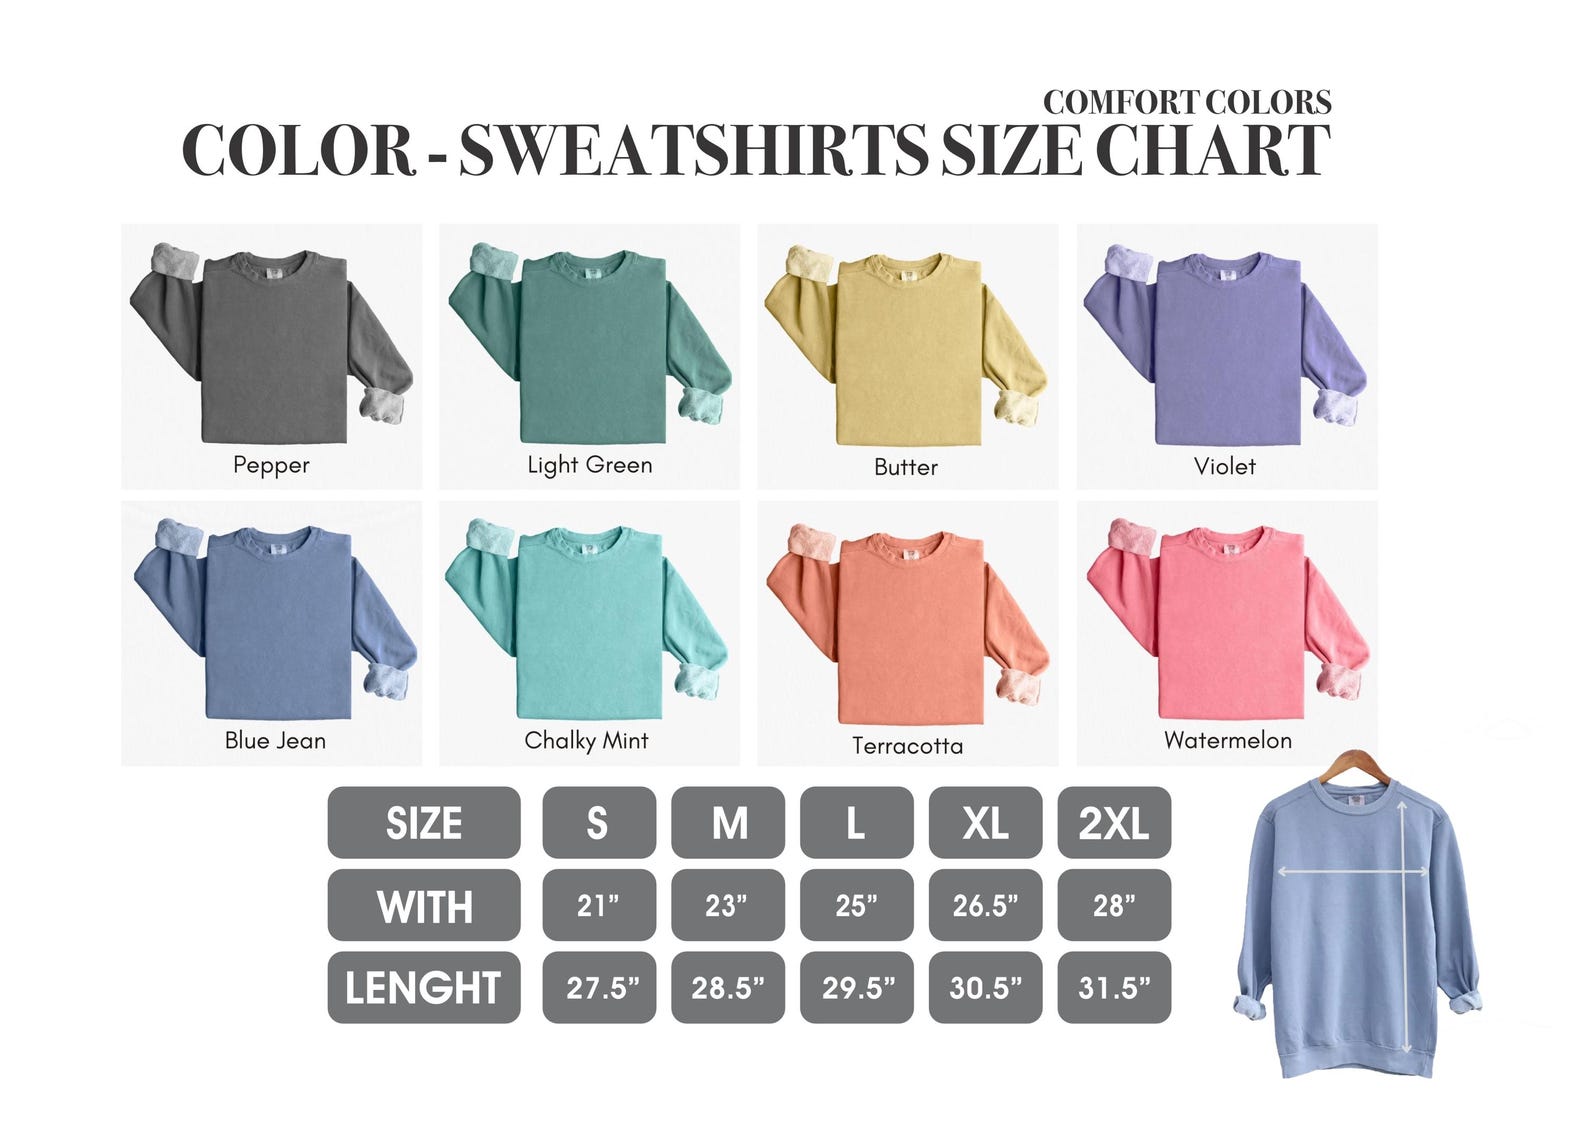 COMFORT COLORS
COLOR - SWEATSHIRTS SIZE CHART
Pepper
Light Green
Butter
Violet
Blue Jean
Chalky Mint
Terracotta
Watermelon
SIZE S M L XL 2XL
WITH 21” 23” 25” 26.5” 28”
LENGHT 27.5” 28.5” 29.5” 30.5” 31.5”